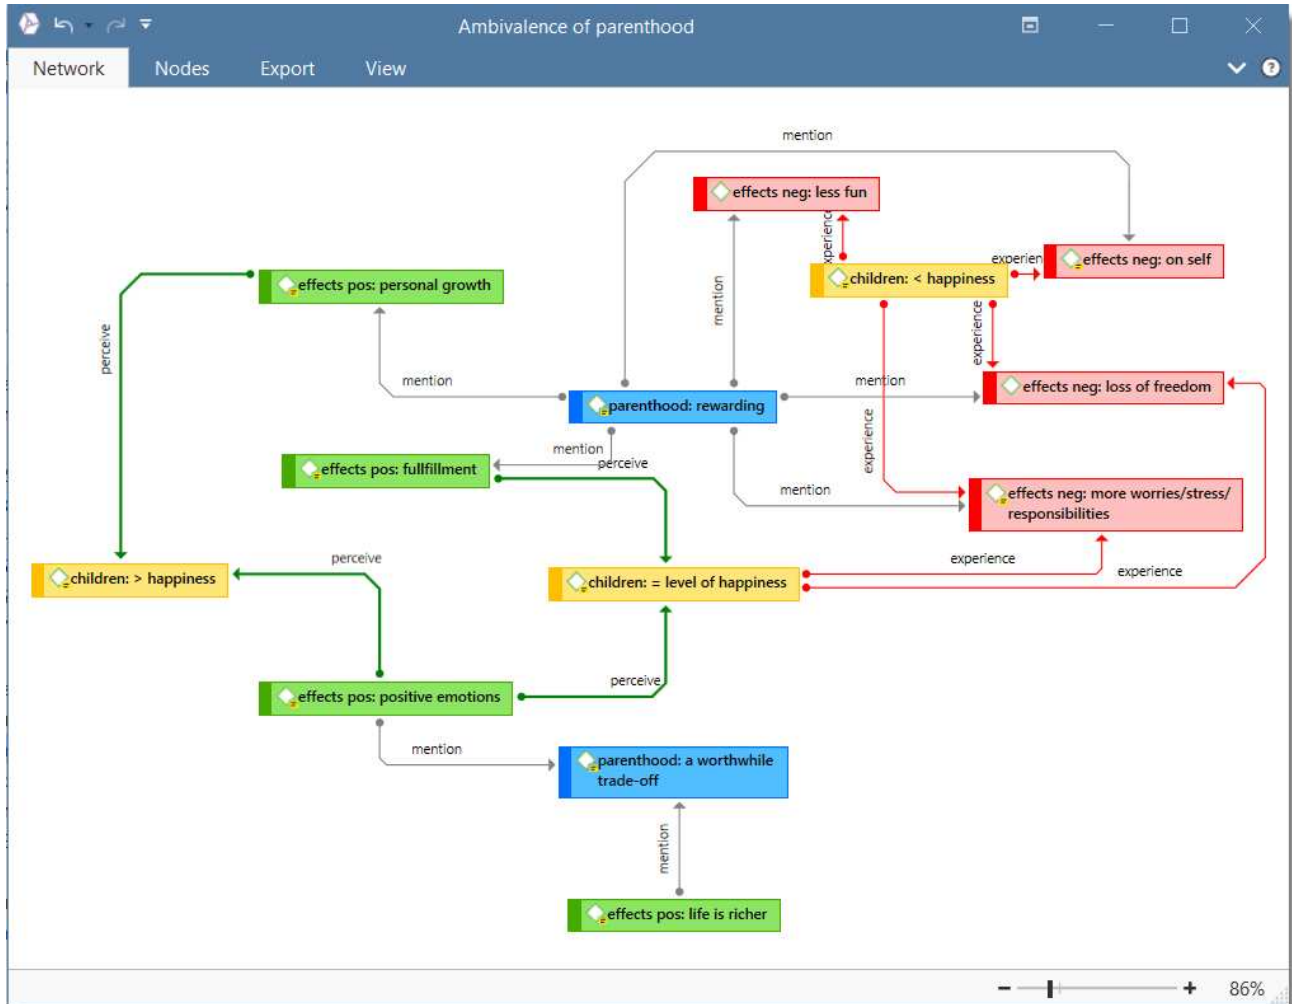 Ambivalence of parenthood
Network Nodes Export View
mention
effects neg: less fun
experience
effects neg: on self
experien
children: < happiness
effects pos: personal growth
mention
experience
perceive
mention
mention
effects neg: loss of freedom
parenthood: rewarding
experience
mention
perceive
effects pos: fullfillment
mention
effects neg: more worries/stress/
responsibilities
perceive
experience
experience
children: > happiness
children: = level of happiness
perceive
effects pos: positive emotions
mention
parenthood: a worthwhile
trade-off
mention
effects pos: life is richer
86%